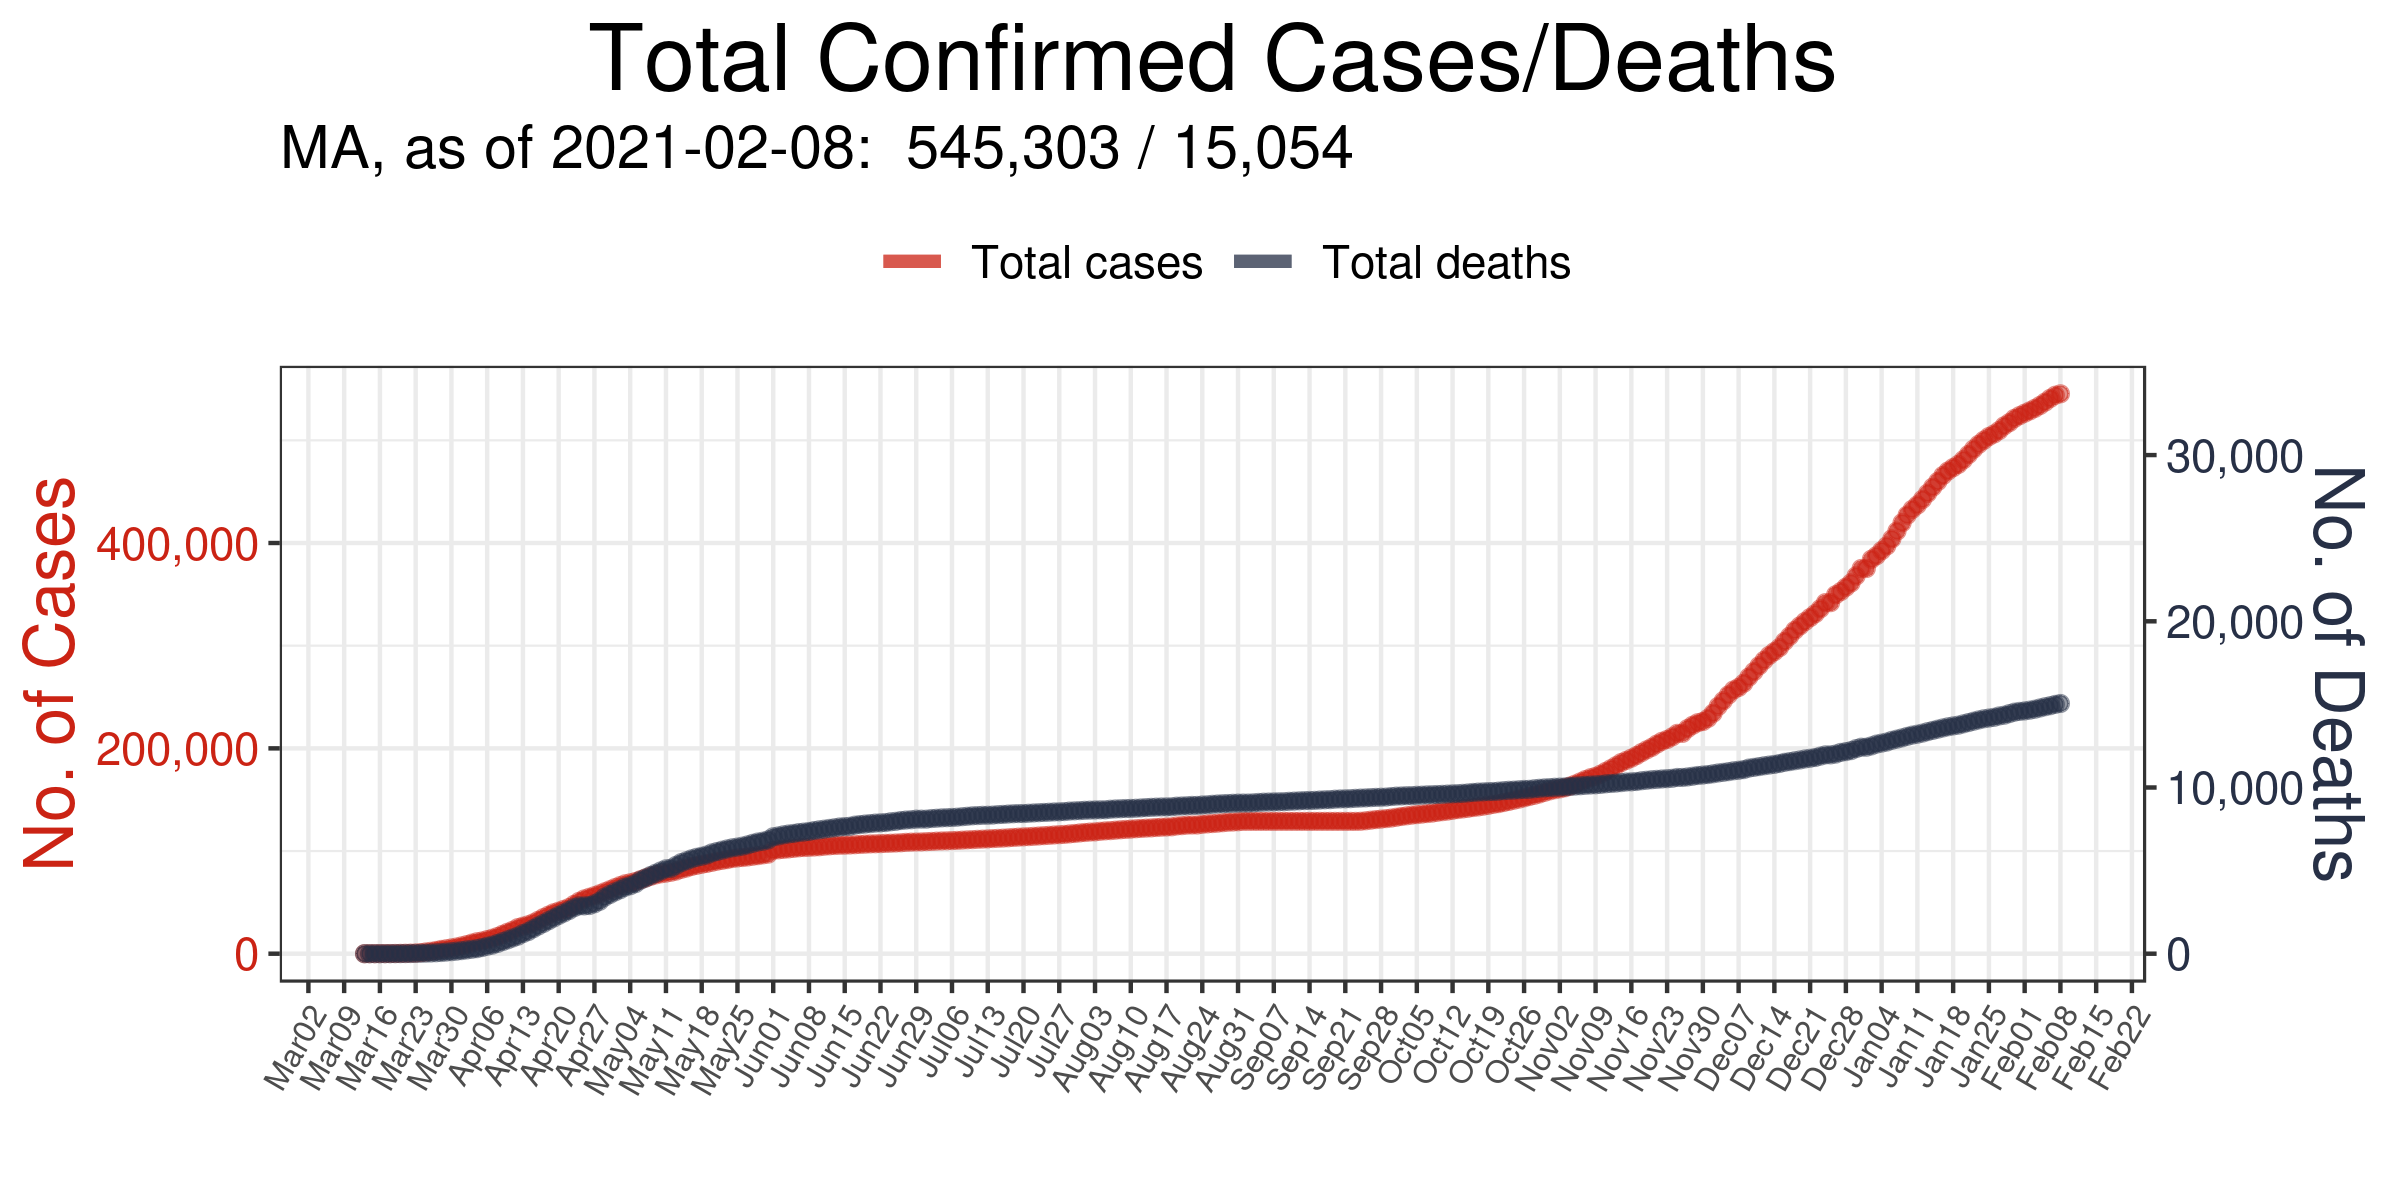 Total Confirmed Cases/Deaths
MA, as of 2021-02-08:  545,303 / 15,054
Total cases
Total deaths
No. of Cases
400,000
200,000
0
30,000
20,000
10,000
0
No. of Deaths
Mar02
Mar09
Mar16
Mar23
Mar30
Apr06
Apr13
Apr20
Apr27
May04
May11
May18
May25
Jun01
Jun08
Jun15
Jun22
Jun29
Jul06
Jul13
Jul20
Jul27
Aug03
Aug10
Aug17
Aug24
Aug31
Sep07
Sep14
Sep21
Sep28
Oct05
Oct12
Oct19
Oct26
Nov02
Nov09
Nov16
Nov23
Nov30
Dec07
Dec14
Dec21
Dec28
Jan04
Jan11
Jan18
Jan25
Feb01
Feb08
Feb15
Feb22